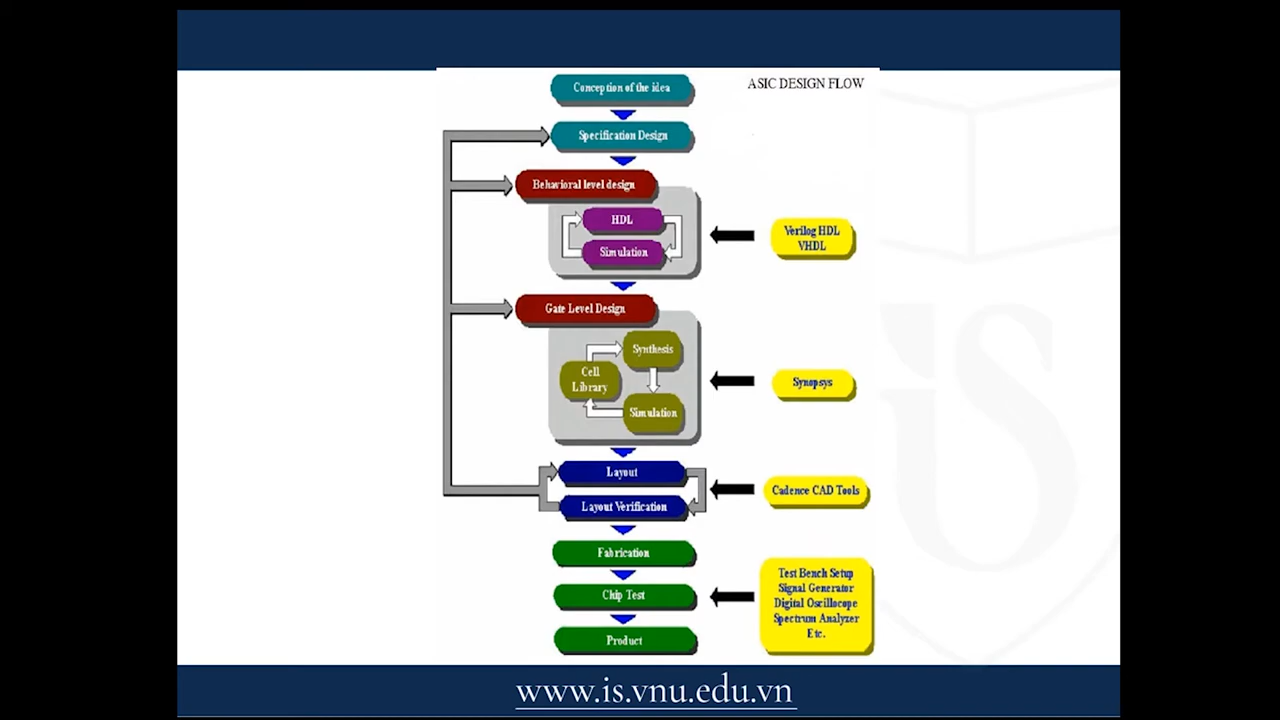 ASIC DESIGN FLOW
Conception of the idea
Specification Design
Behavioral level design
HDL
Simulation
Verilog HDL
VHDL
Gate Level Design
Synthesis
Cell
Library
Simulation
Synopsys
Layout
Layout Verification
Cadence CAD Tools
Fabrication
Chip Test
Product
Test Bench Setup
Signal Generator
Digital Oscillocope
Spectrum Analyzer
Etc.
iS
www.is.vnu.edu.vn